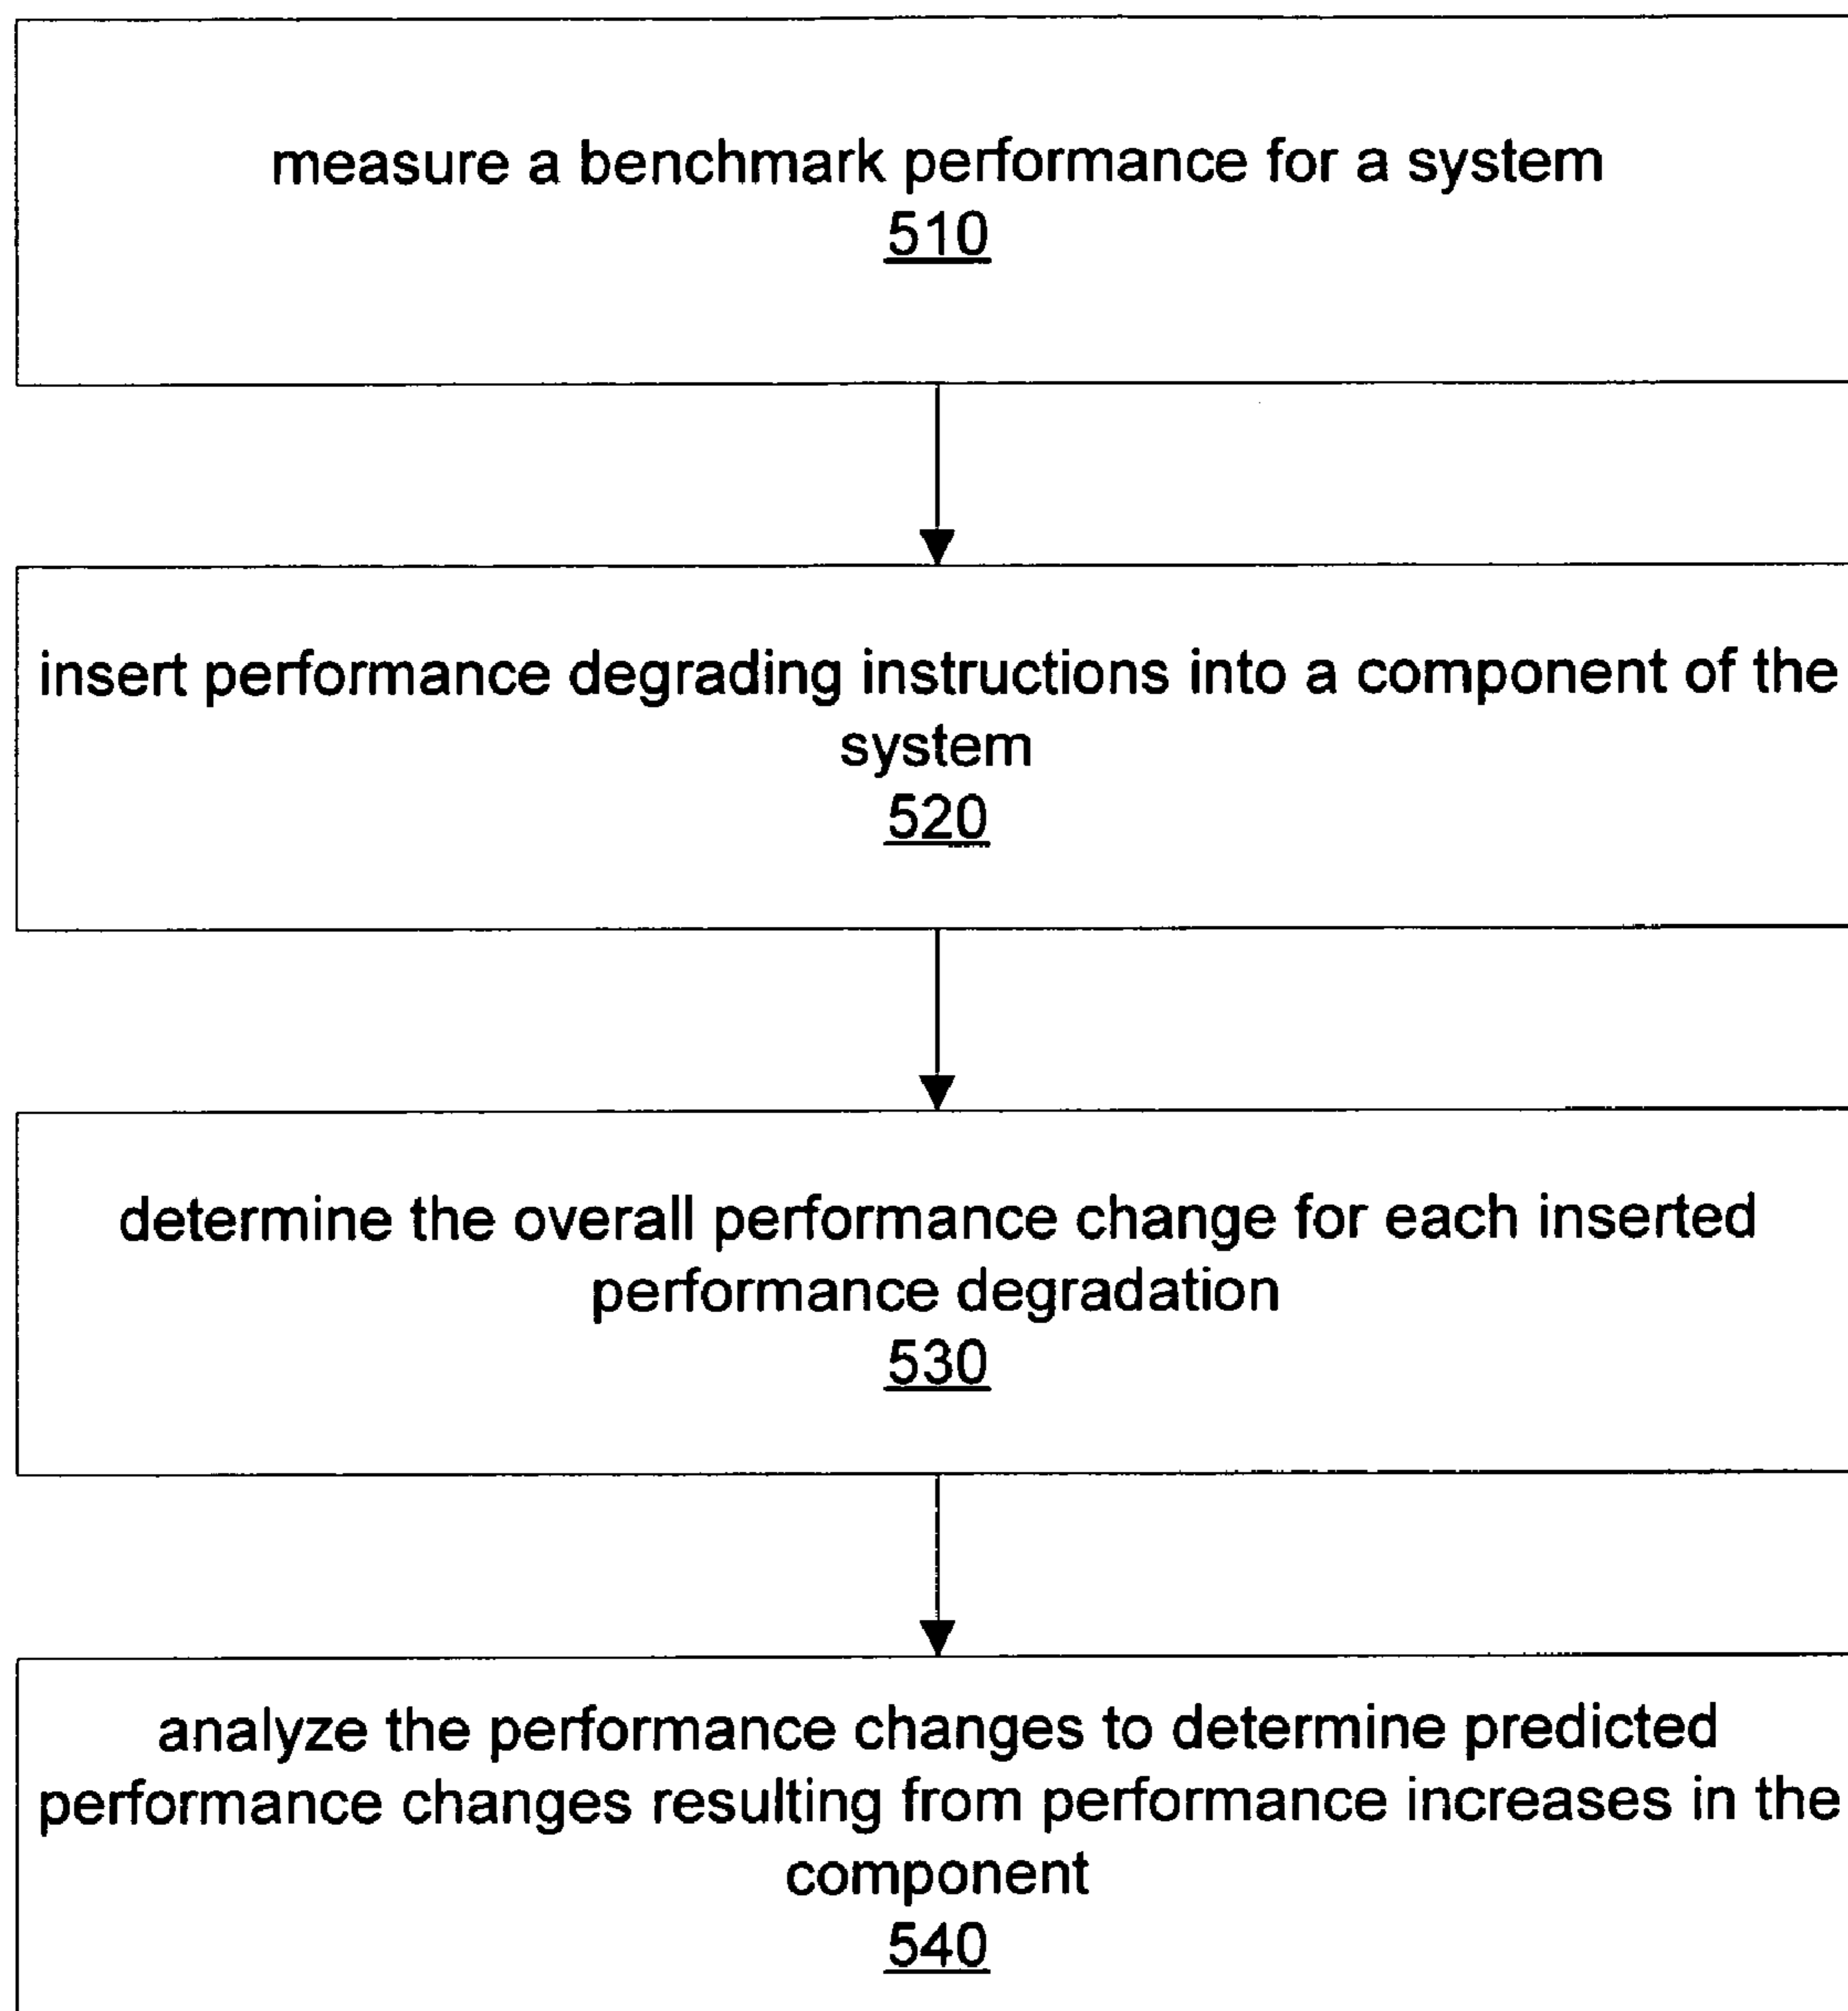 measure a benchmark performance for a system
510
insert performance degrading instructions into a component of the
system
520
determine the overall performance change for each inserted
performance degradation
530
analyze the performance changes to determine predicted
performance changes resulting from performance increases in the
component
540